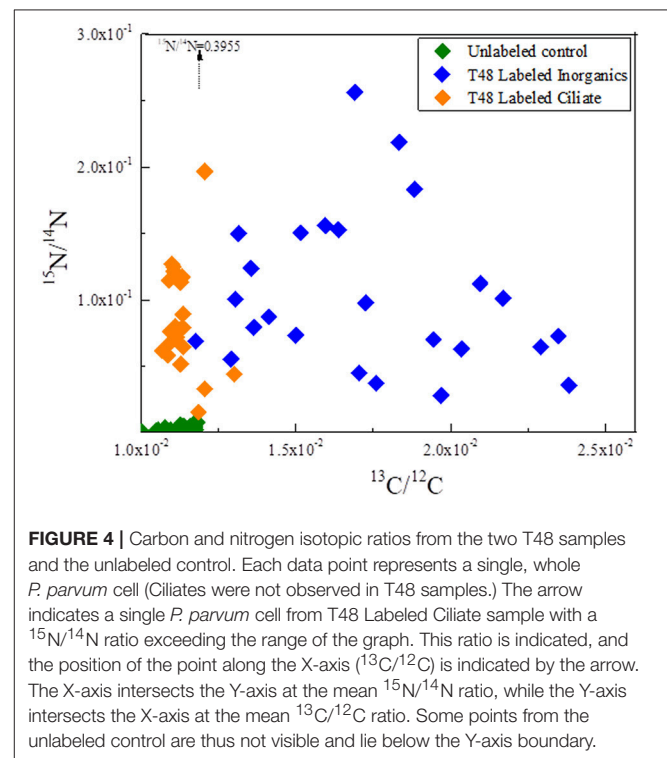 3.0x10⁻¹
¹⁵N/¹⁴N=0.3955
Unlabeled control
T48 Labeled Inorganics
T48 Labeled Ciliate
2.0x10⁻¹
¹⁵N/¹⁴N
1.0x10⁻¹
1.0x10⁻² 1.5x10⁻² 2.0x10⁻² 2.5x10⁻²
¹³C/¹²C
FIGURE 4 | Carbon and nitrogen isotopic ratios from the two T48 samples
and the unlabeled control. Each data point represents a single, whole
P. parvum cell (Ciliates were not observed in T48 samples.) The arrow
indicates a single P. parvum cell from T48 Labeled Ciliate sample with a
¹⁵N/¹⁴N ratio exceeding the range of the graph. This ratio is indicated, and
the position of the point along the X-axis (¹³C/¹²C) is indicated by the arrow.
The X-axis intersects the Y-axis at the mean ¹⁵N/¹⁴N ratio, while the Y-axis
intersects the X-axis at the mean ¹³C/¹²C ratio. Some points from the
unlabeled control are thus not visible and lie below the Y-axis boundary.